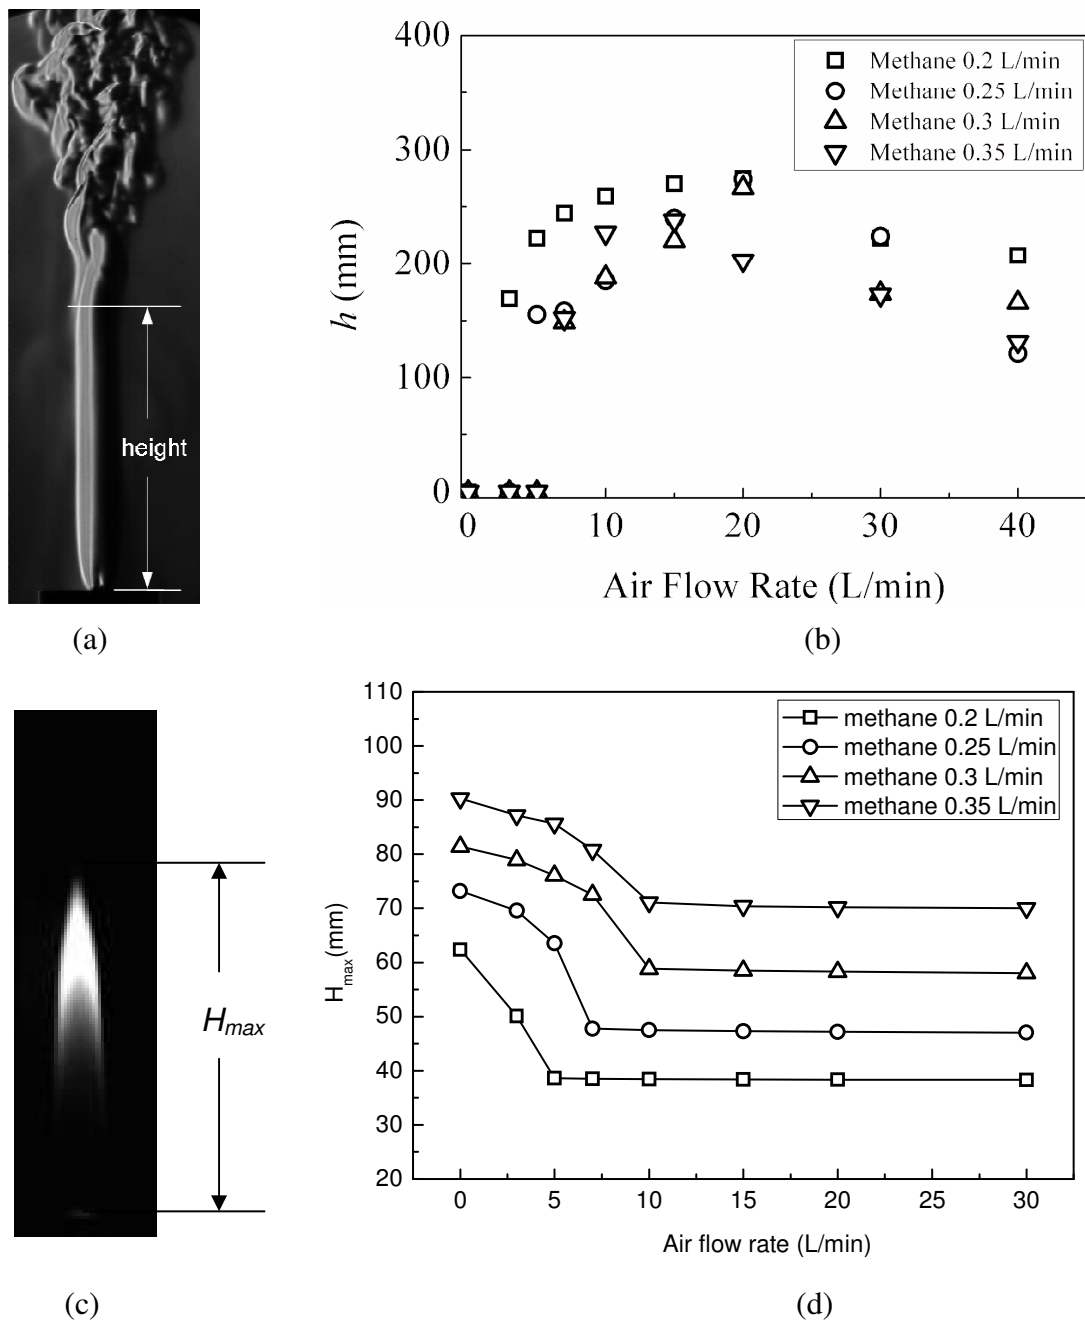 height
(a)
400
300
200
100
0
h (mm)
Methane 0.2 L/min
Methane 0.25 L/min
Methane 0.3 L/min
Methane 0.35 L/min
0 10 20 30 40
Air Flow Rate (L/min)
(b)
Hmax
(c)
110
100
90
80
70
60
50
40
30
20
Hmax(mm)
methane 0.2 L/min
methane 0.25 L/min
methane 0.3 L/min
methane 0.35 L/min
0 5 10 15 20 25 30
Air flow rate (L/min)
(d)